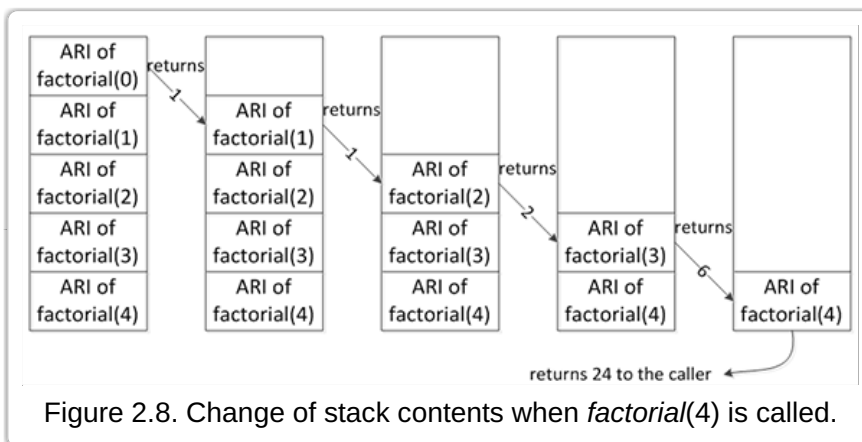 ARI of
factorial(0)
ARI of
factorial(1)
ARI of
factorial(2)
ARI of
factorial(3)
ARI of
factorial(4)
returns
1
ARI of
factorial(1)
ARI of
factorial(2)
ARI of
factorial(3)
ARI of
factorial(4)
returns
1
ARI of
factorial(2)
ARI of
factorial(3)
ARI of
factorial(4)
returns
2
ARI of
factorial(3)
ARI of
factorial(4)
returns
6
ARI of
factorial(4)
returns 24 to the caller
Figure 2.8. Change of stack contents when factorial(4) is called.